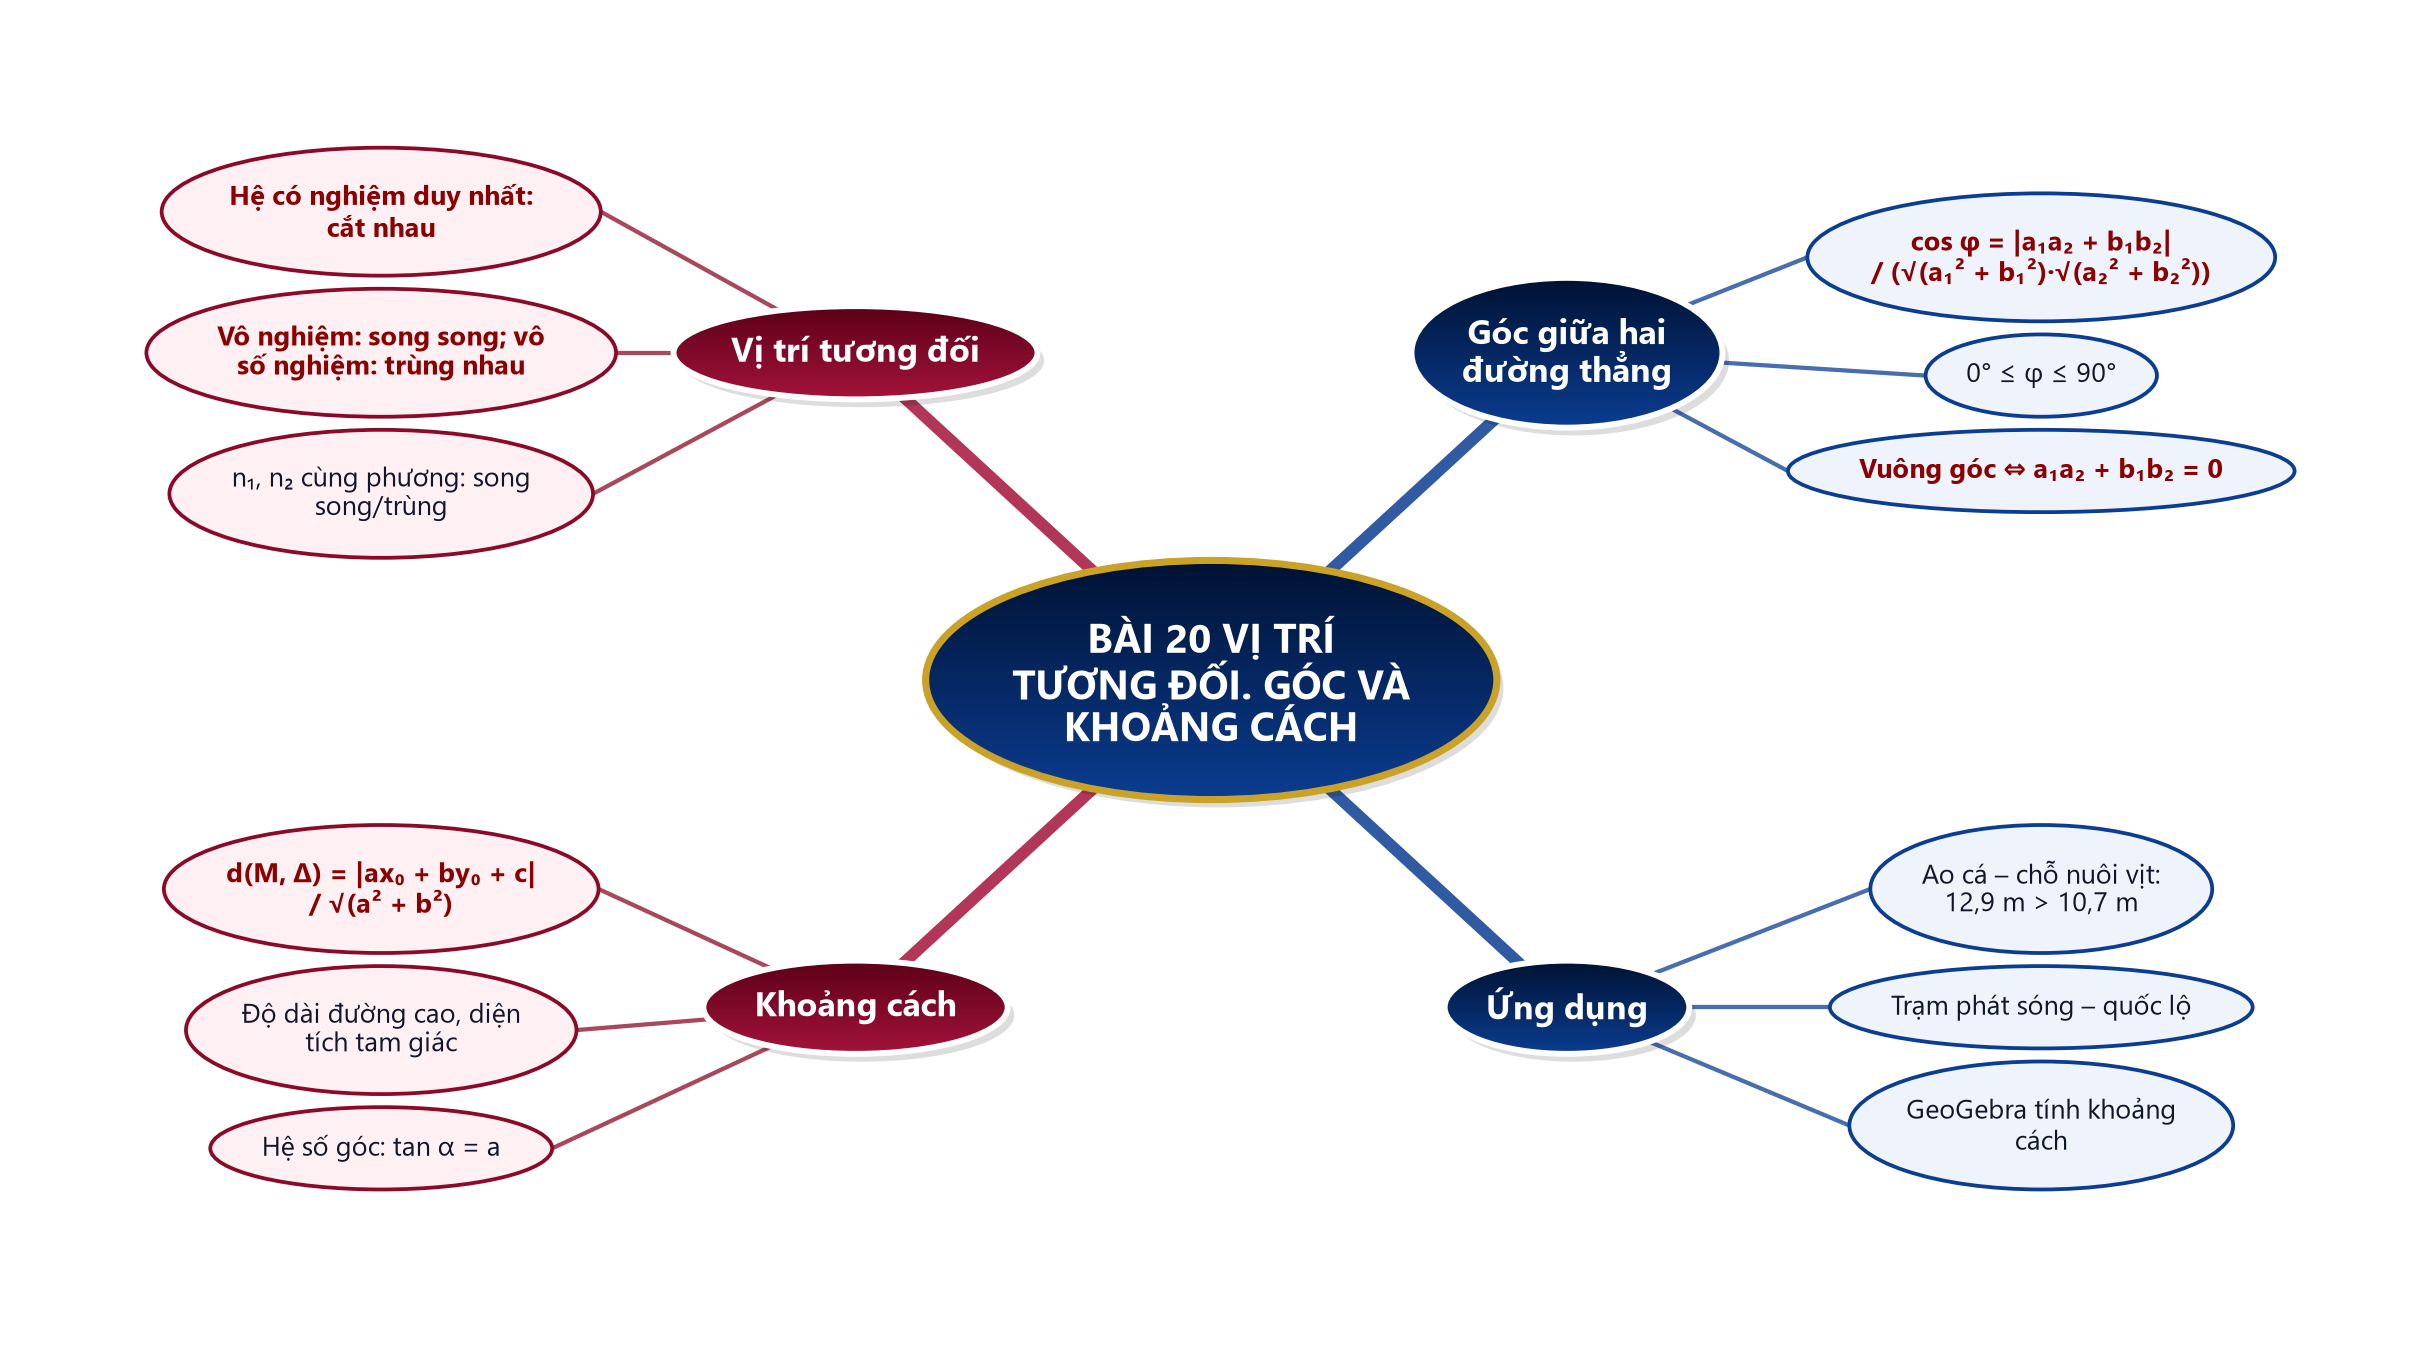 BÀI 20 VỊ TRÍ
TƯƠNG ĐỐI. GÓC VÀ
KHOẢNG CÁCH
Vị trí tương đối
Hệ có nghiệm duy nhất:
cắt nhau
Vô nghiệm: song song; vô
số nghiệm: trùng nhau
n₁, n₂ cùng phương: song
song/trùng
Góc giữa hai
đường thẳng
cos φ = |a₁a₂ + b₁b₂|
/ (√(a₁² + b₁²)·√(a₂² + b₂²))
0° ≤ φ ≤ 90°
Vuông góc ⇔ a₁a₂ + b₁b₂ = 0
Khoảng cách
d(M, Δ) = |ax₀ + by₀ + c|
/ √(a² + b²)
Độ dài đường cao, diện
tích tam giác
Hệ số góc: tan α = a
Ứng dụng
Ao cá – chỗ nuôi vịt:
12,9 m > 10,7 m
Trạm phát sóng – quốc lộ
GeoGebra tính khoảng
cách